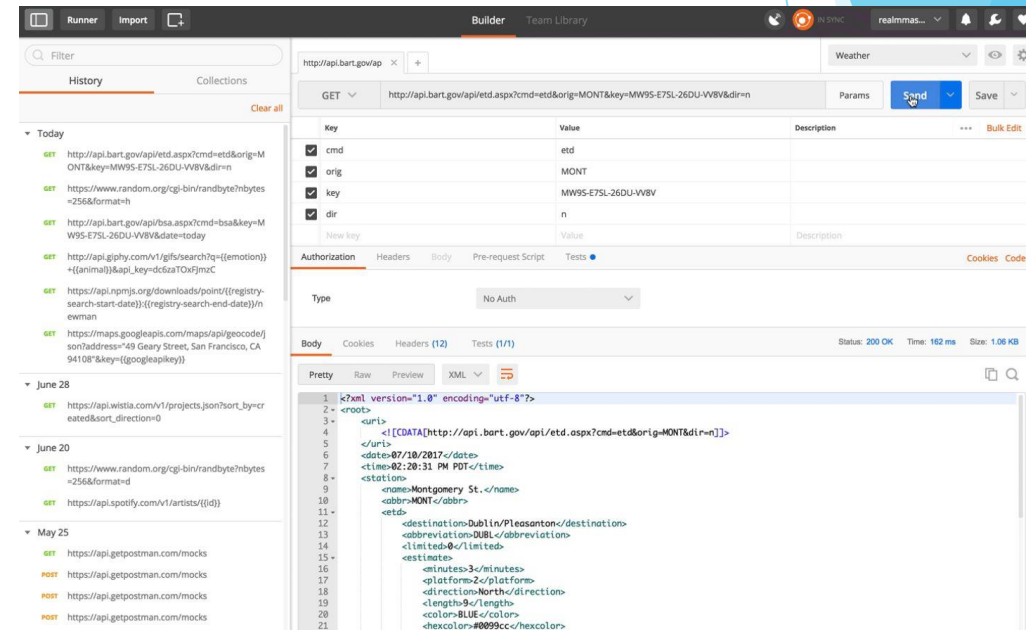 Runner Import Builder Team Library IN SYNC realmmas...
Filter
History Collections
Clear all
Today
GET http://api.bart.gov/api/etd.aspx?cmd=etd&orig=M
ONT&key=MW9S-E7SL-26DU-VV8V&dir=n
GET https://www.random.org/cgi-bin/randbyte?nbytes
=256&format=h
GET http://api.bart.gov/api/bsa.aspx?cmd=bsa&key=M
W9S-E7SL-26DU-VV8V&date=today
GET http://api.giphy.com/v1/gifs/search?q={{emotion}}
+{{animal}}&api_key=dc6zaTOxFJmzC
GET https://api.npmjs.org/downloads/point/{{registry-
search-start-date}}:{{registry-search-end-date}}/n
ewman
GET https://maps.googleapis.com/maps/api/geocode/j
son?address="49 Geary Street, San Francisco, CA
94108"&key={{googleapikey}}
June 28
GET https://api.wistia.com/v1/projects.json?sort_by=cr
eated&sort_direction=0
June 20
GET https://www.random.org/cgi-bin/randbyte?nbytes
=256&format=d
GET https://api.spotify.com/v1/artists/{{id}}
May 25
GET https://api.getpostman.com/mocks
POST https://api.getpostman.com/mocks
POST https://api.getpostman.com/mocks
POST https://api.getpostman.com/mocks
http://api.bart.gov/ap × +
Weather
GET http://api.bart.gov/api/etd.aspx?cmd=etd&orig=MONT&key=MW9S-E7SL-26DU-VV8V&dir=n Params Send Save
Key Value Description ••• Bulk Edit
cmd etd
orig MONT
key MW9S-E7SL-26DU-VV8V
dir n
New key Value Description
Authorization Headers Body Pre-request Script Tests Cookies Code
Type No Auth
Body Cookies Headers (12) Tests (1/1) Status: 200 OK Time: 162 ms Size: 1.06 KB
Pretty Raw Preview XML
1 <?xml version="1.0" encoding="utf-8"?>
2 <root>
3 <uri>
4 <![CDATA[http://api.bart.gov/api/etd.aspx?cmd=etd&orig=MONT&dir=n]]>
5 </uri>
6 <date>07/10/2017</date>
7 <time>02:20:31 PM PDT</time>
8 <station>
9 <name>Montgomery St.</name>
10 <abbr>MONT</abbr>
11 <etd>
12 <destination>Dublin/Pleasanton</destination>
13 <abbreviation>DUBL</abbreviation>
14 <limited>0</limited>
15 <estimate>
16 <minutes>3</minutes>
17 <platform>2</platform>
18 <direction>North</direction>
19 <length>9</length>
20 <color>BLUE</color>
21 <hexcolor>#0099cc</hexcolor>